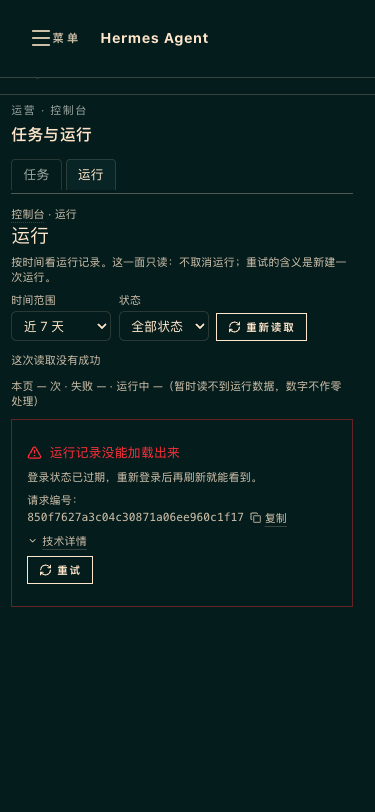 菜单 Hermes Agent
运营 · 控制台
任务与运行
任务 运行
控制台 · 运行
运行
按时间看运行记录。这一面只读：不取消运行；重试的含义是新建一
次运行。
时间范围 状态
近 7 天 全部状态 重新读取
这次读取没有成功
本页 — 次 · 失败 — · 运行中 —（暂时读不到运行数据，数字不作零
处理）
运行记录没能加载出来
登录状态已过期，重新登录后再刷新就能看到。
请求编号：
850f7627a3c04c30871a06ee960c1f17 复制
技术详情
重试